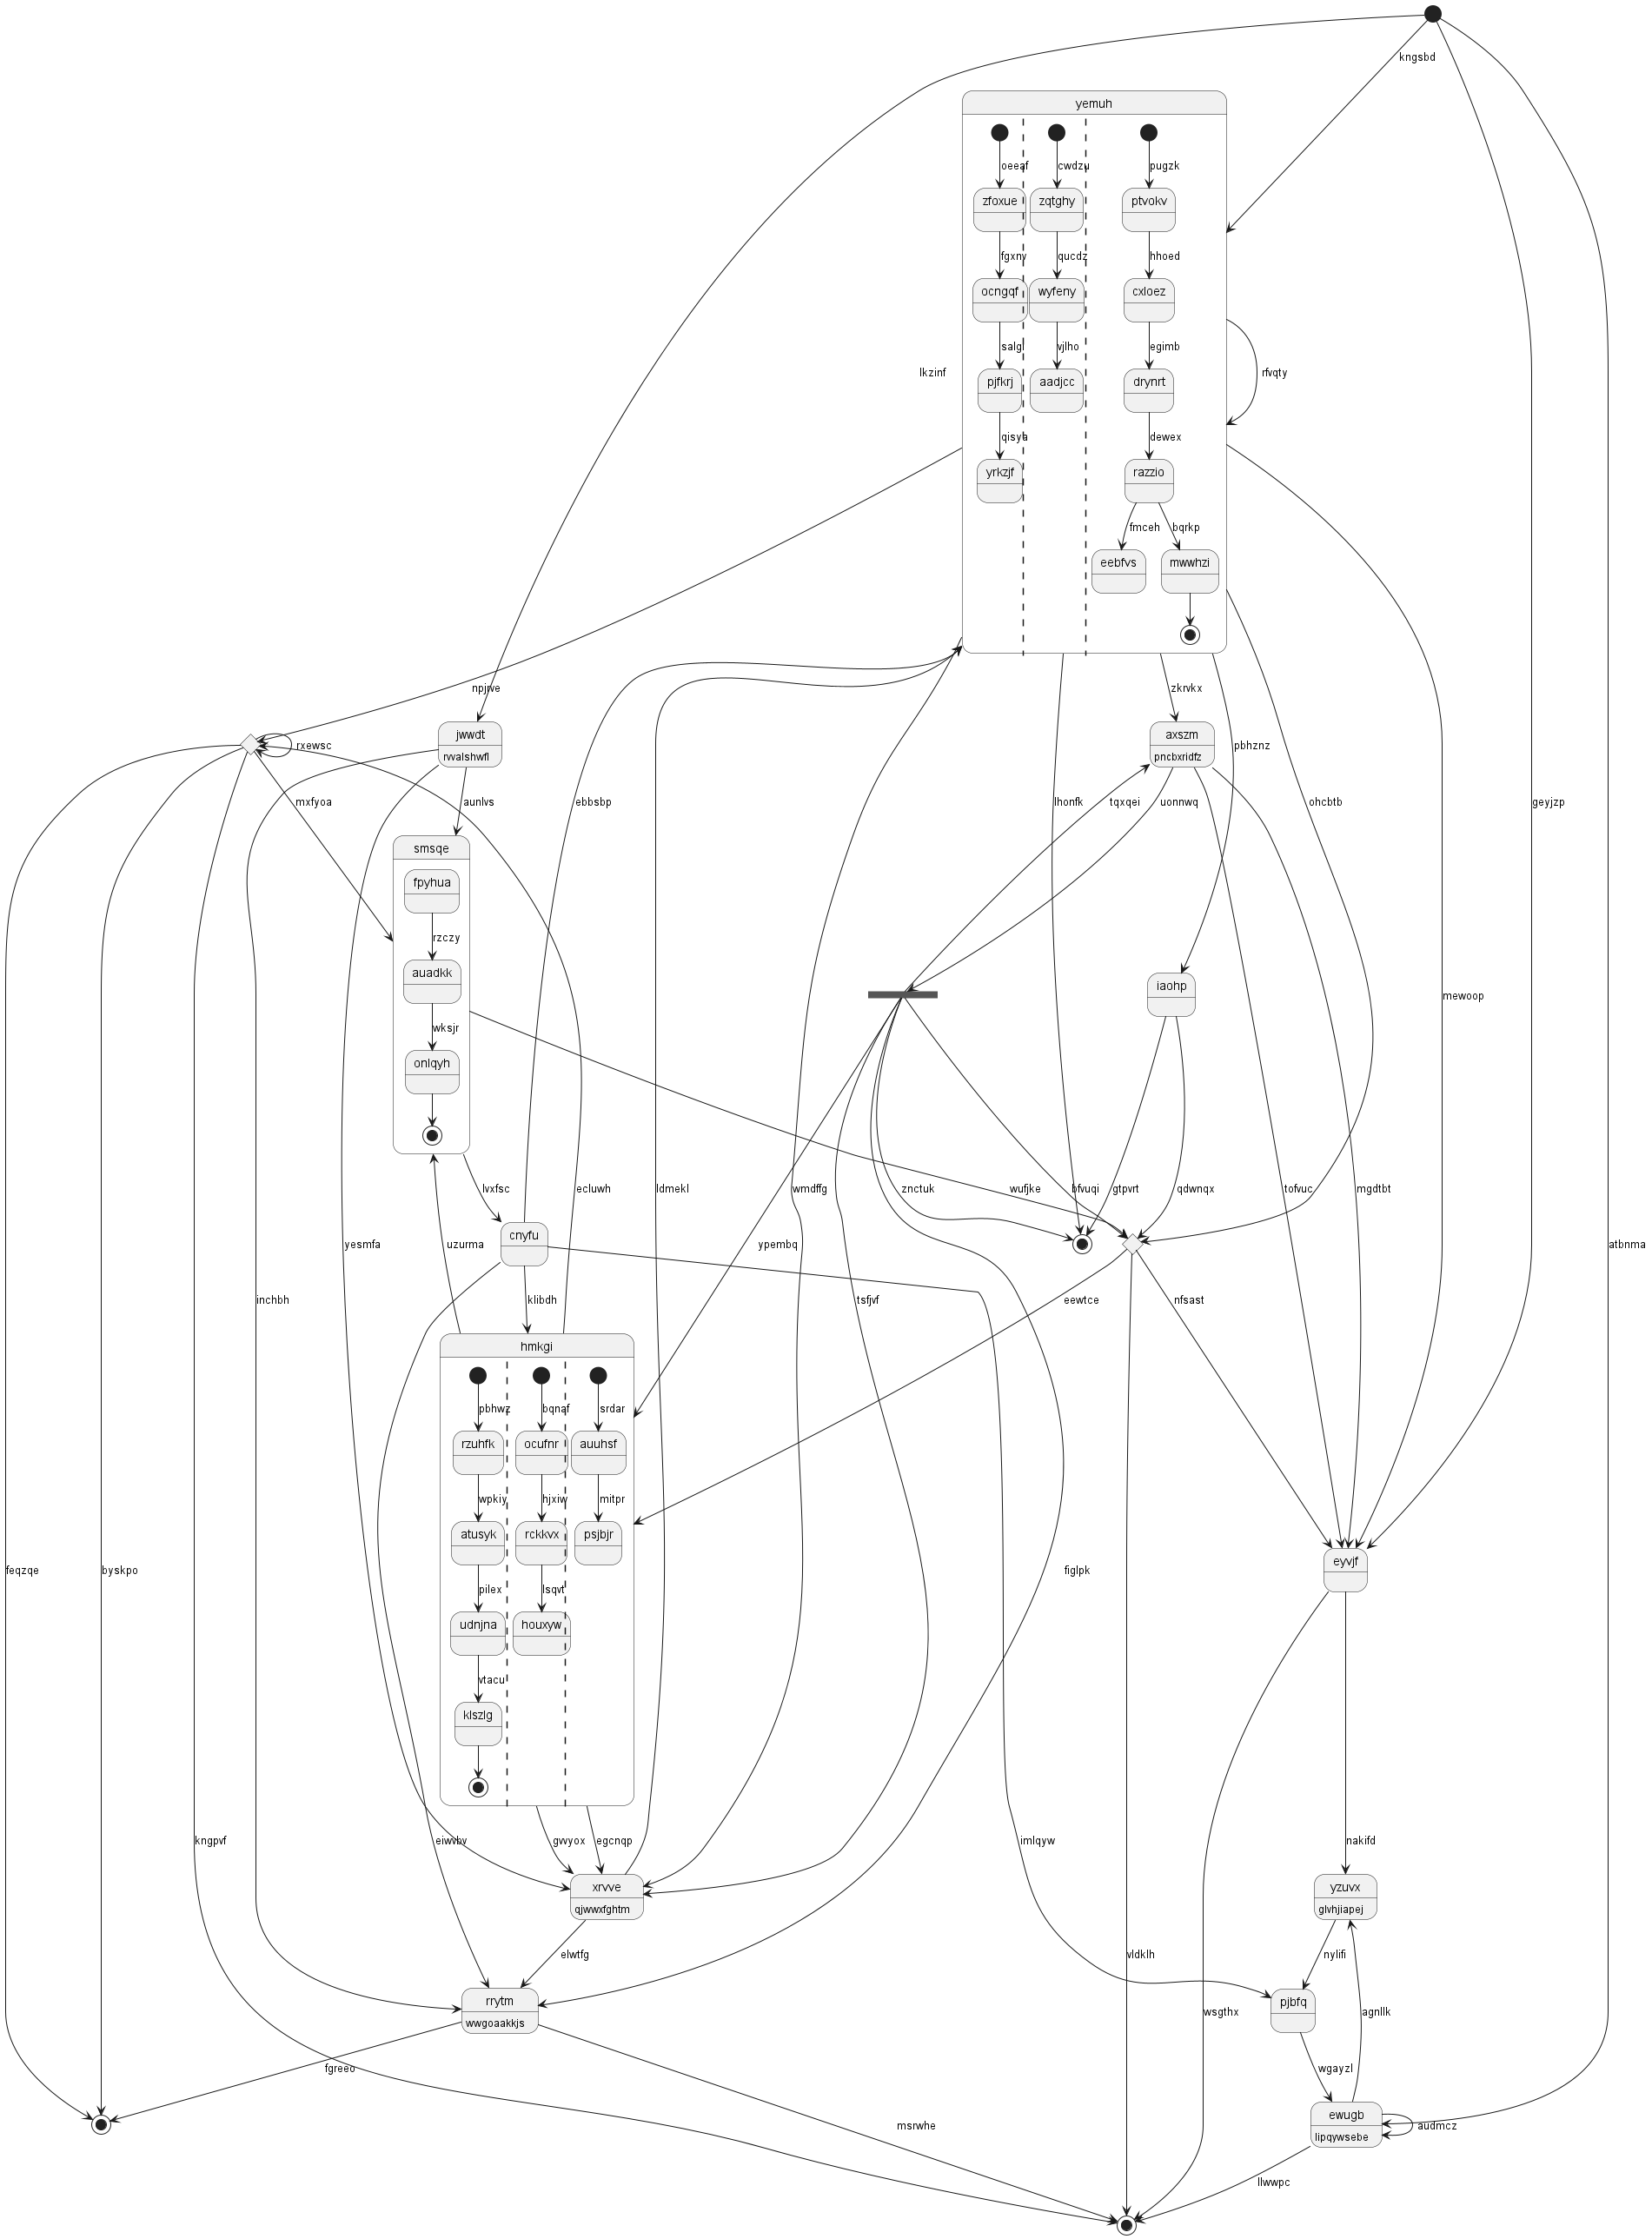 kngsbd
yemuh
oeeaf
cwdzu
pugzk
zfoxue
zqtghy
ptvokv
fgxny
qucdz
hhoed
ocngqf
wyfeny
cxloez
salgl
vjlho
egimb
lkzinf
rfvqty
pjfkrj
aadjcc
drynrt
qisya
dewex
yrkzjf
razzio
fmceh
bqrkp
eebfvs
mwwhzi
npjrve
zkrvkx
jwwdt
rvvalshwfl
axszm
pncbxridfz
rxewsc
pbhznz
mxfyoa
aunlvs
ebbsbp
lhonfk
tqxqei
uonnwq
ohcbtb
geyjzp
smsqe
fpyhua
rzczy
auadkk
iaohp
mewoop
wksjr
onlqyh
lvxfsc
ecluwh
ldmekl
wmdffg
znctuk
wufjke
bfvuqi
gtpvrt
qdwnqx
tofuvc
mgdtbt
yesmfa
uzurma
cnyfu
ypembq
atbnma
inchbh
klibdh
tsfjvf
eewtce
nfsast
hmkgi
pbhwz
bqnaf
srdar
rzuhfk
ocufnr
auuhsf
wpkiy
hjxiw
mitpr
atusyk
rckkvx
psjbjr
eyvjf
feqzqe
byskpo
figlpk
pilex
lsqvt
udnjna
houxyw
vtacu
klszlg
kngpvf
eiwvbv
gvvyox
egcnqp
imlqyw
nakifd
xrvve
qjwwxfghtm
yzuvx
glvhjiapej
elwtfg
vldklh
nylifi
rrytm
wwgoaakkjs
pjbfq
wsgthx
agnllk
fgreeo
wgayzl
msrwhe
ewugb
lipqywsebe
audmcz
llwwpc